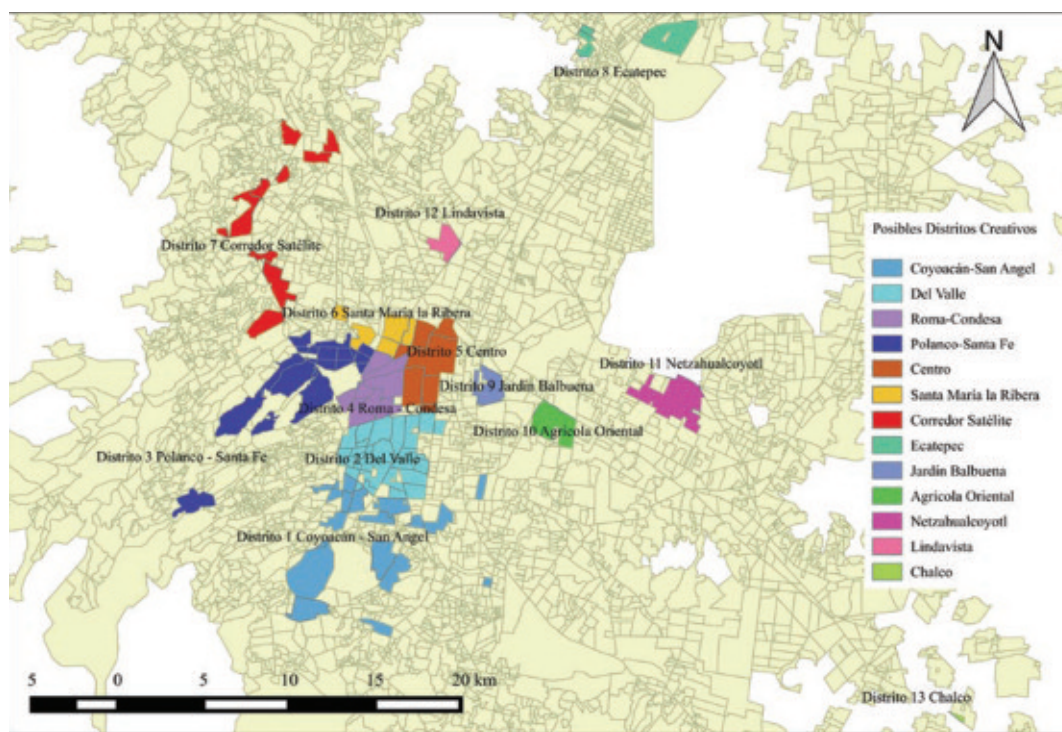 N
Distrito 8 Ecatepec
Distrito 12 Lindavista
Distrito 7 Corredor Satélite
Distrito 6 Santa María la Ribera
Distrito 5 Centro
Distrito 11 Netzahualcoyotl
Distrito 9 Jardín Balbuena
Distrito 4 Roma - Condesa
Distrito 10 Agrícola Oriental
Distrito 3 Polanco - Santa Fe
Distrito 2 Del Valle
Distrito 1 Coyoacán - San Angel
Distrito 13 Chalco
Posibles Distritos Creativos
Coyoacán-San Angel
Del Valle
Roma-Condesa
Polanco-Santa Fe
Centro
Santa María la Ribera
Corredor Satélite
Ecatepec
Jardín Balbuena
Agrícola Oriental
Netzahualcoyotl
Lindavista
Chalco
5 0 5 10 15 20 km